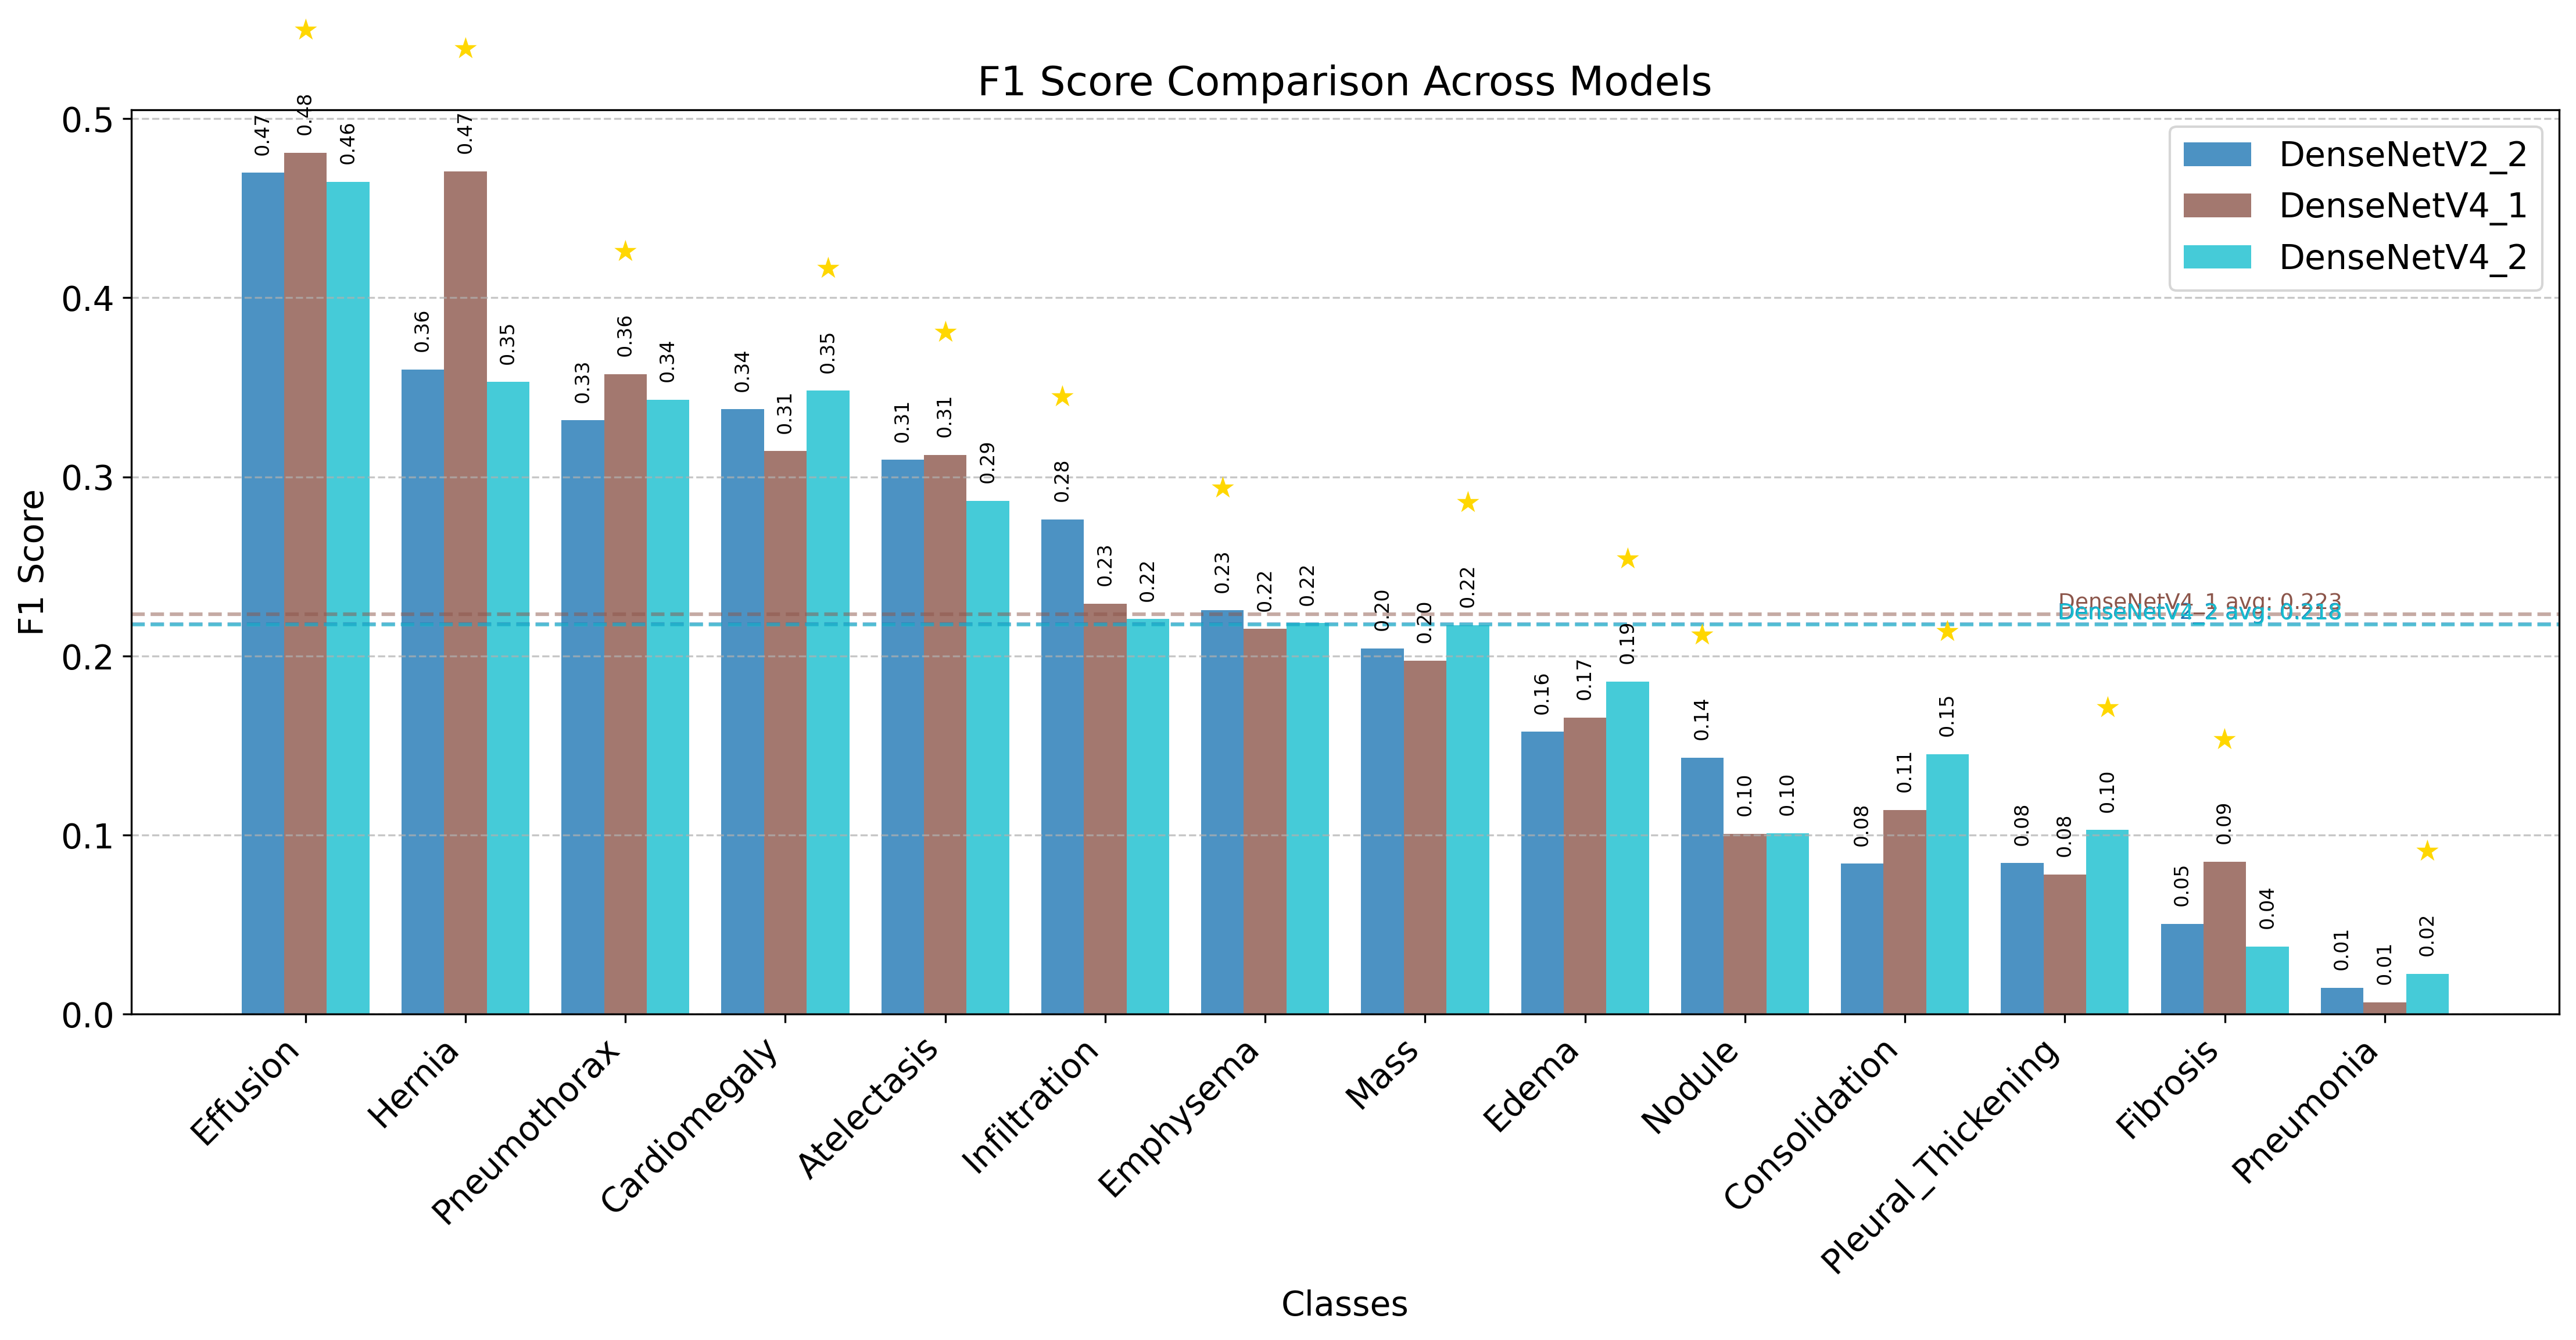 F1 Score Comparison Across Models
DenseNetV2_2
DenseNetV4_1
DenseNetV4_2
F1 Score
0.5
0.4
0.3
0.2
0.1
0.0
0.47 0.48 0.46
0.36 0.47 0.35
0.33 0.36 0.34
0.34 0.31 0.35
0.31 0.31 0.29
0.28 0.23 0.22
0.23 0.22 0.22
0.20 0.20 0.22
0.16 0.17 0.19
0.14 0.10 0.10
0.08 0.11 0.15
0.08 0.08 0.10
0.05 0.09 0.04
0.01 0.01 0.02
DenseNetV4_1 avg: 0.223
DenseNetV4_2 avg: 0.218
Effusion
Hernia
Pneumothorax
Cardiomegaly
Atelectasis
Infiltration
Emphysema
Mass
Edema
Nodule
Consolidation
Pleural_Thickening
Fibrosis
Pneumonia
Classes